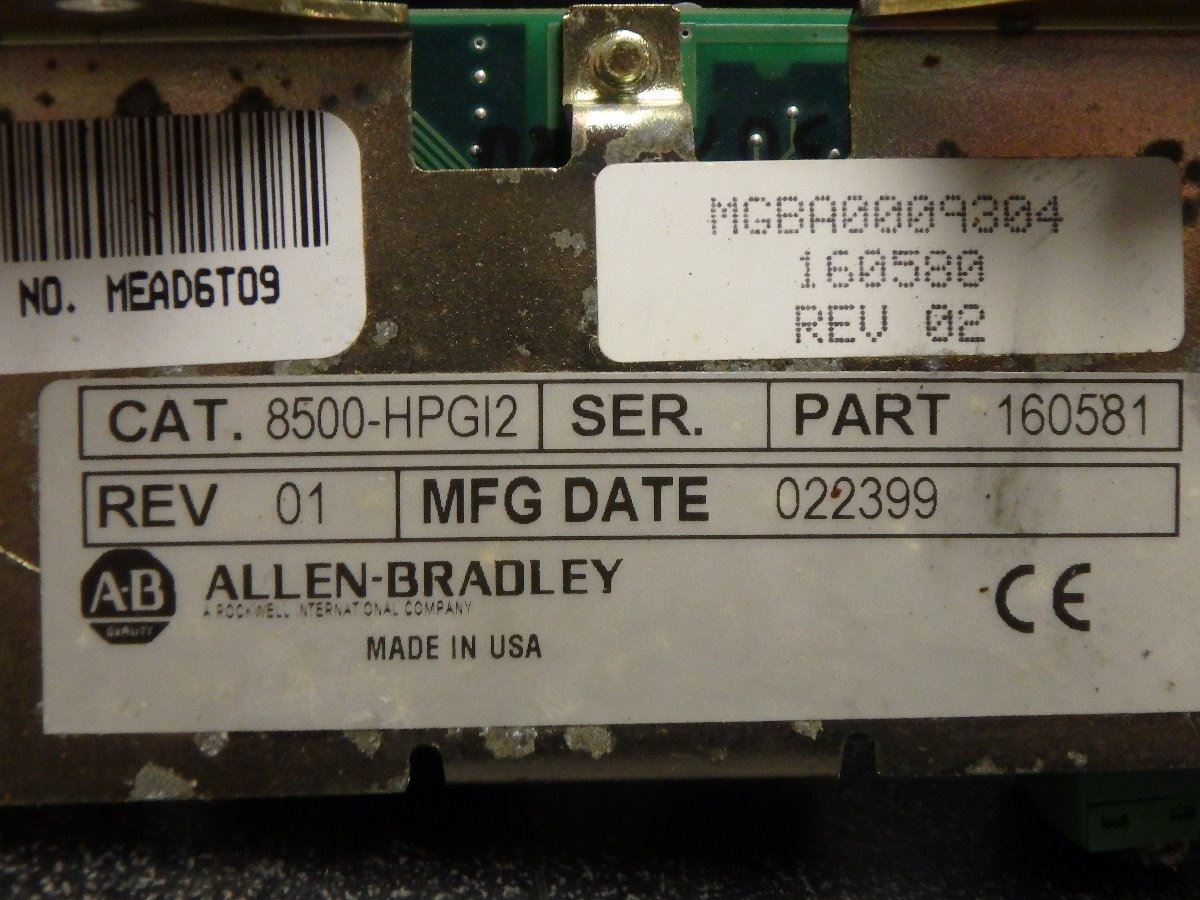 NO. MEAD6T09
MGBA0009304
160580
REV 02
CAT. 8500-HPGI2 SER. PART 160581
REV 01 MFG DATE 022399
A-B
QUALITY
ALLEN-BRADLEY
A ROCKWELL INTERNATIONAL COMPANY
MADE IN USA
CE